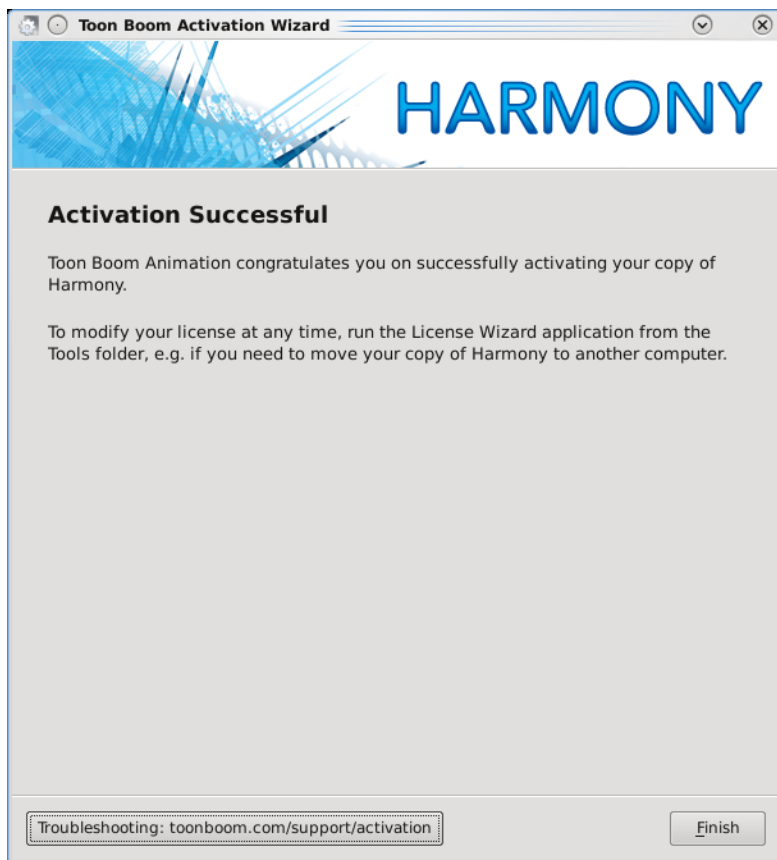 Toon Boom Activation Wizard
HARMONY
Activation Successful
Toon Boom Animation congratulates you on successfully activating your copy of
Harmony.
To modify your license at any time, run the License Wizard application from the
Tools folder, e.g. if you need to move your copy of Harmony to another computer.
Troubleshooting: toonboom.com/support/activation
Finish